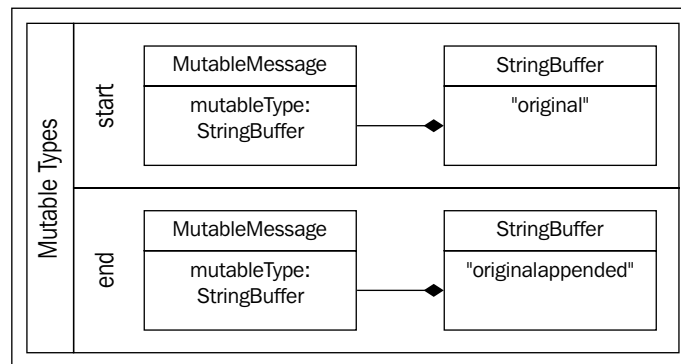 Mutable Types
start
MutableMessage
mutableType:
StringBuffer
StringBuffer
"original"
end
MutableMessage
mutableType:
StringBuffer
StringBuffer
"originalappended"